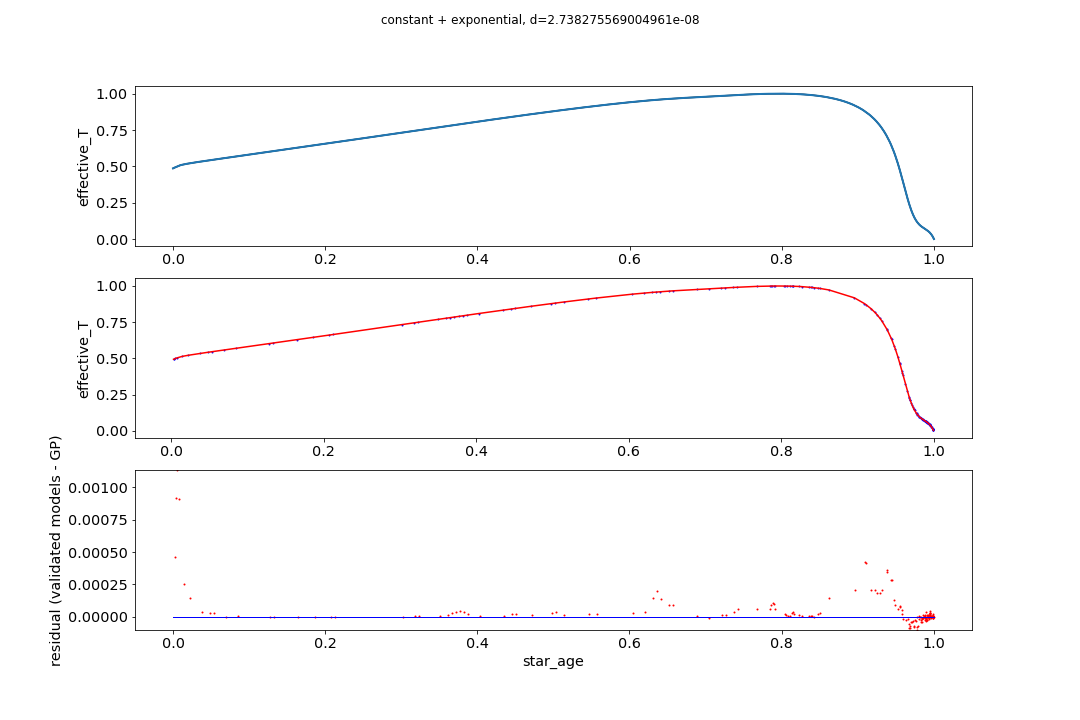 constant + exponential, d=2.738275569004961e-08
effective_T
1.00
0.75
0.50
0.25
0.00
0.0 0.2 0.4 0.6 0.8 1.0
effective_T
1.00
0.75
0.50
0.25
0.00
0.0 0.2 0.4 0.6 0.8 1.0
residual (validated models - GP)
0.00100
0.00075
0.00050
0.00025
0.00000
0.0 0.2 0.4 0.6 0.8 1.0
star_age